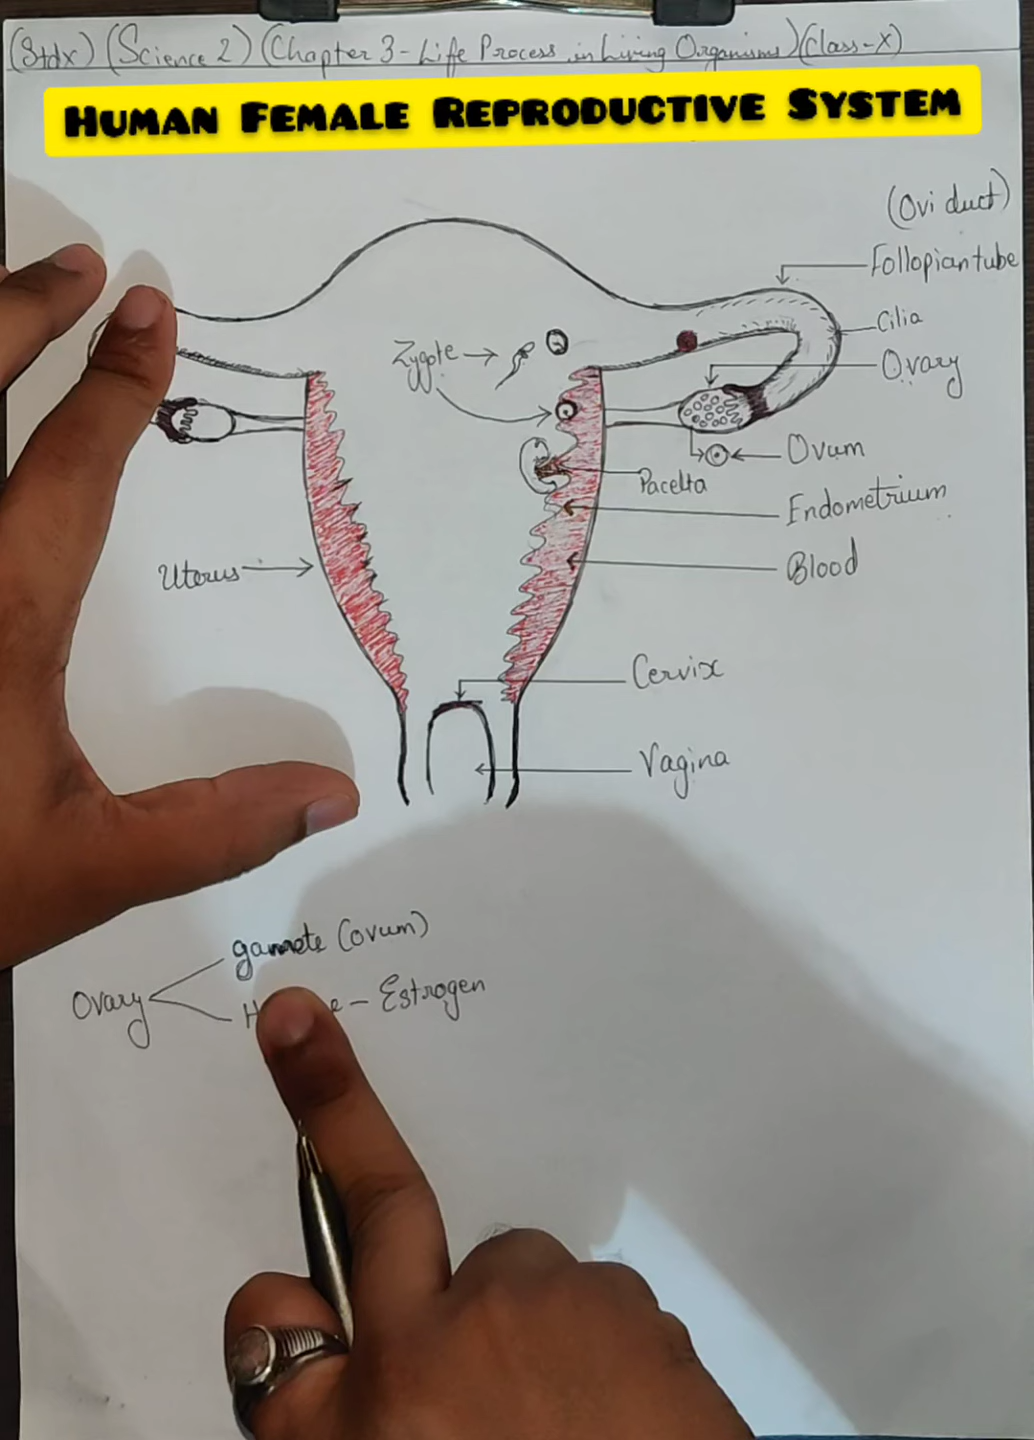 (Stdx) (Science 2) (Chapter 3-Life Process in Living Organisms) (Class-X)
HUMAN FEMALE REPRODUCTIVE SYSTEM
(Ovi duct)
Follopian tube
Cilia
Zygote
Ovary
Ovum
Pacelta
Endometrium
Uterus
Blood
Cervix
Vagina
gamete (ovum)
Ovary
- Estrogen